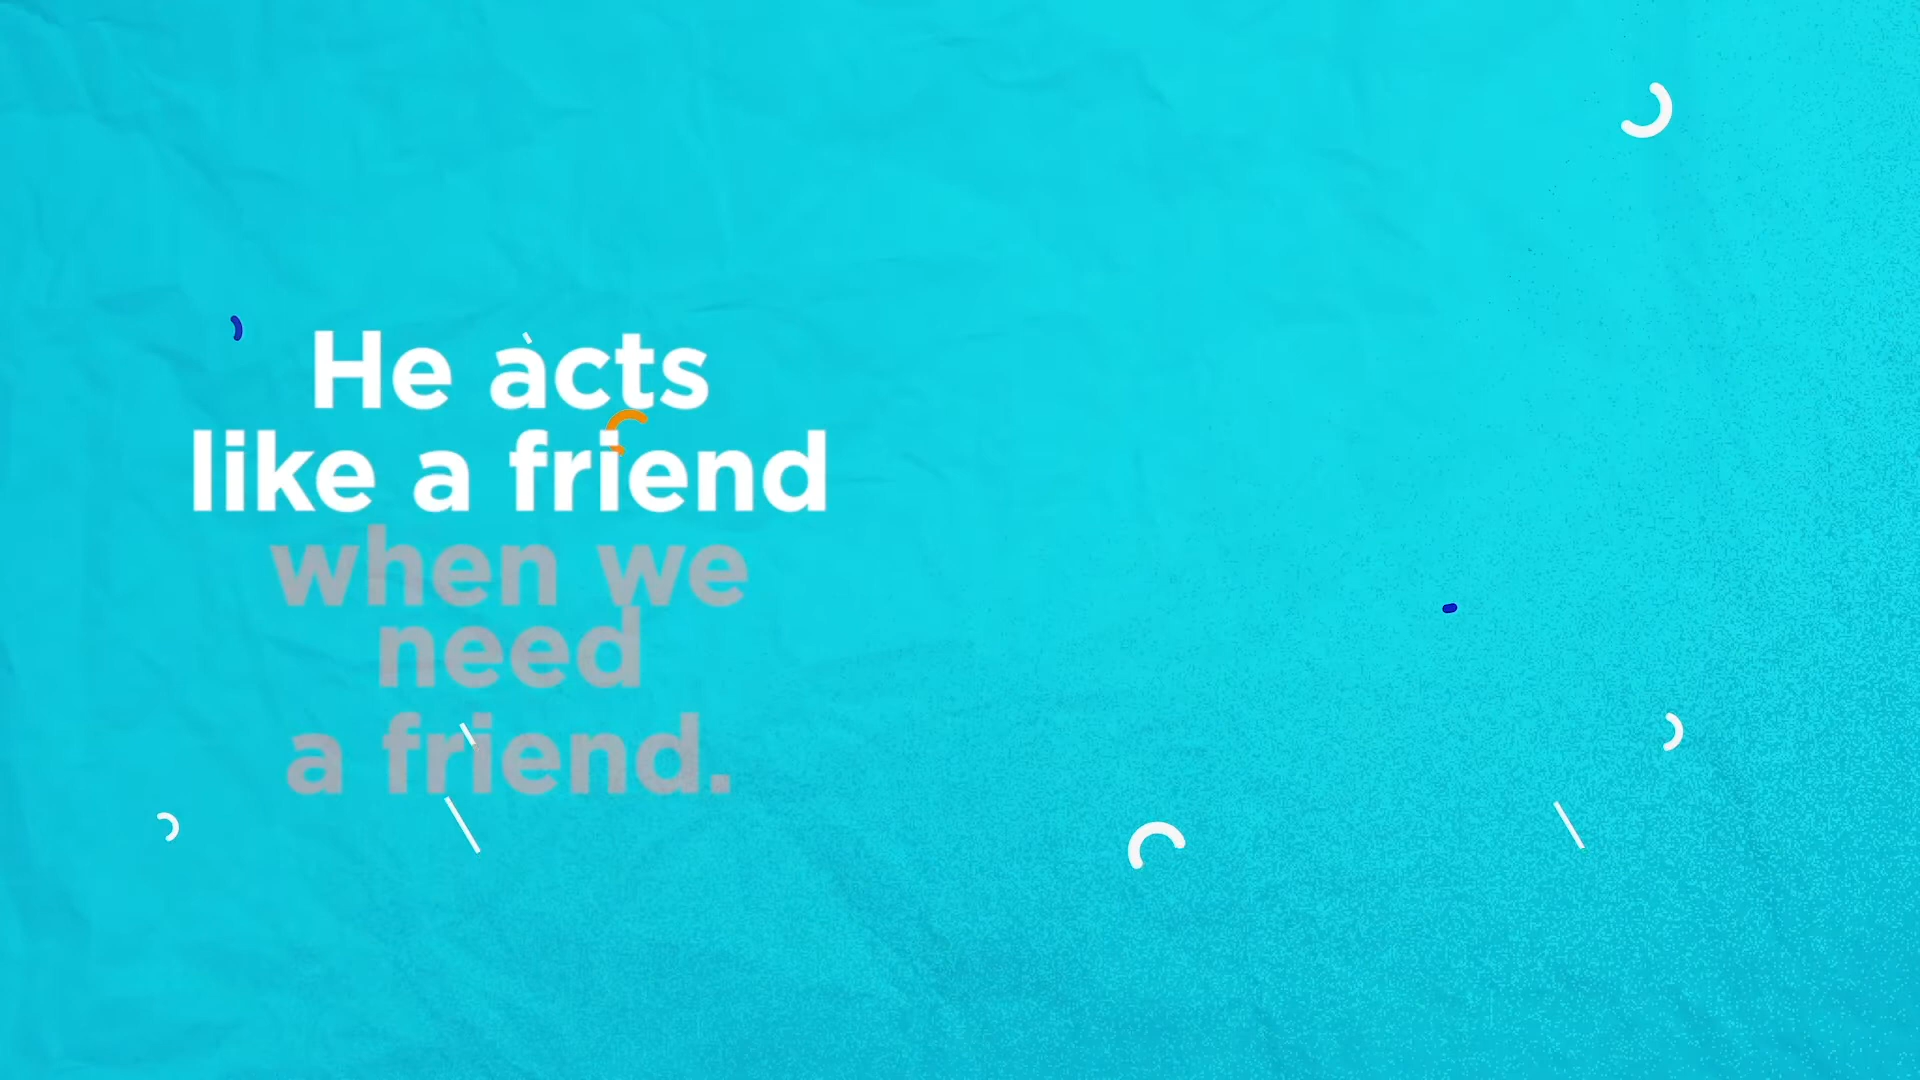 He acts
like a friend
when we
need
a friend.